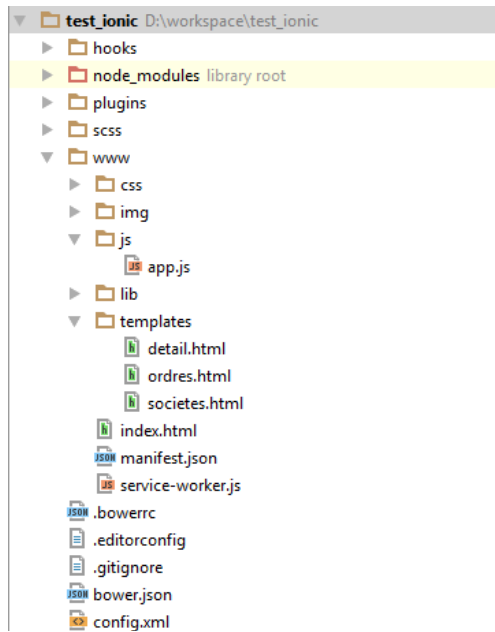 test_ionic D:\workspace\test_ionic
hooks
node_modules library root
plugins
scss
www
css
img
js
app.js
lib
templates
detail.html
ordres.html
societes.html
index.html
manifest.json
service-worker.js
.bowerrc
.editorconfig
.gitignore
bower.json
config.xml